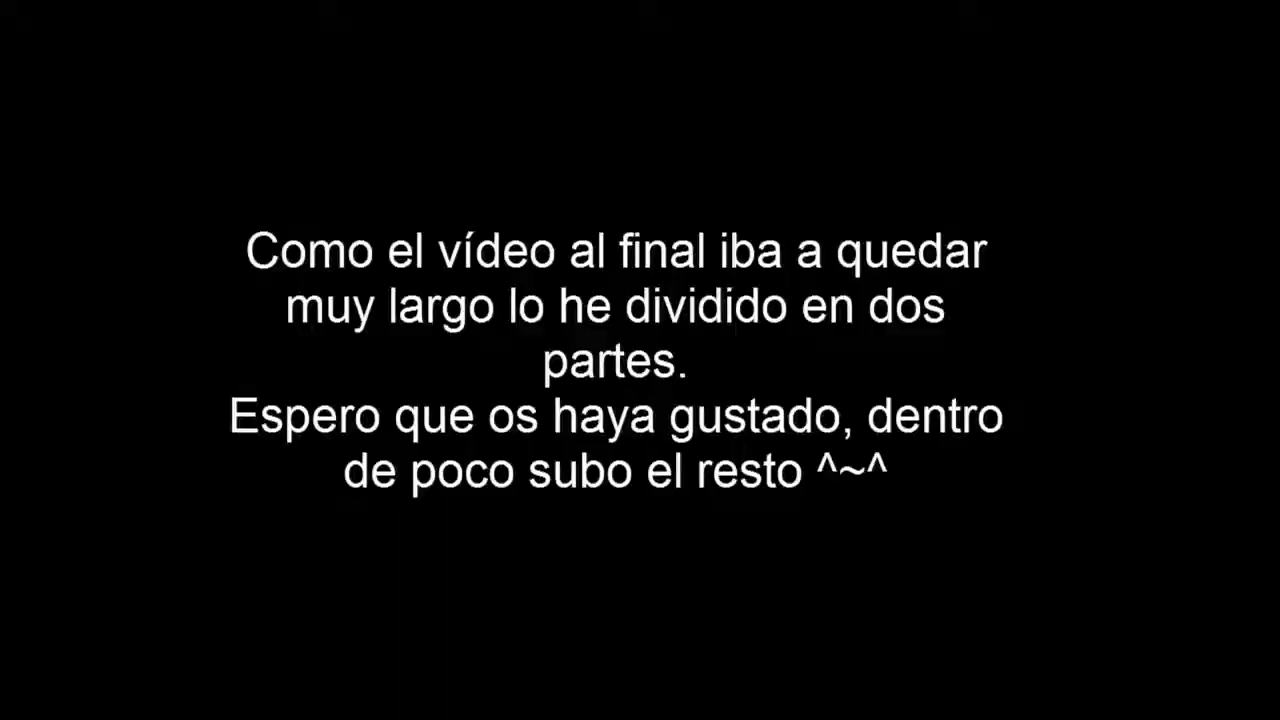 Como el vídeo al final iba a quedar
muy largo lo he dividido en dos
partes.
Espero que os haya gustado, dentro
de poco subo el resto ^~^